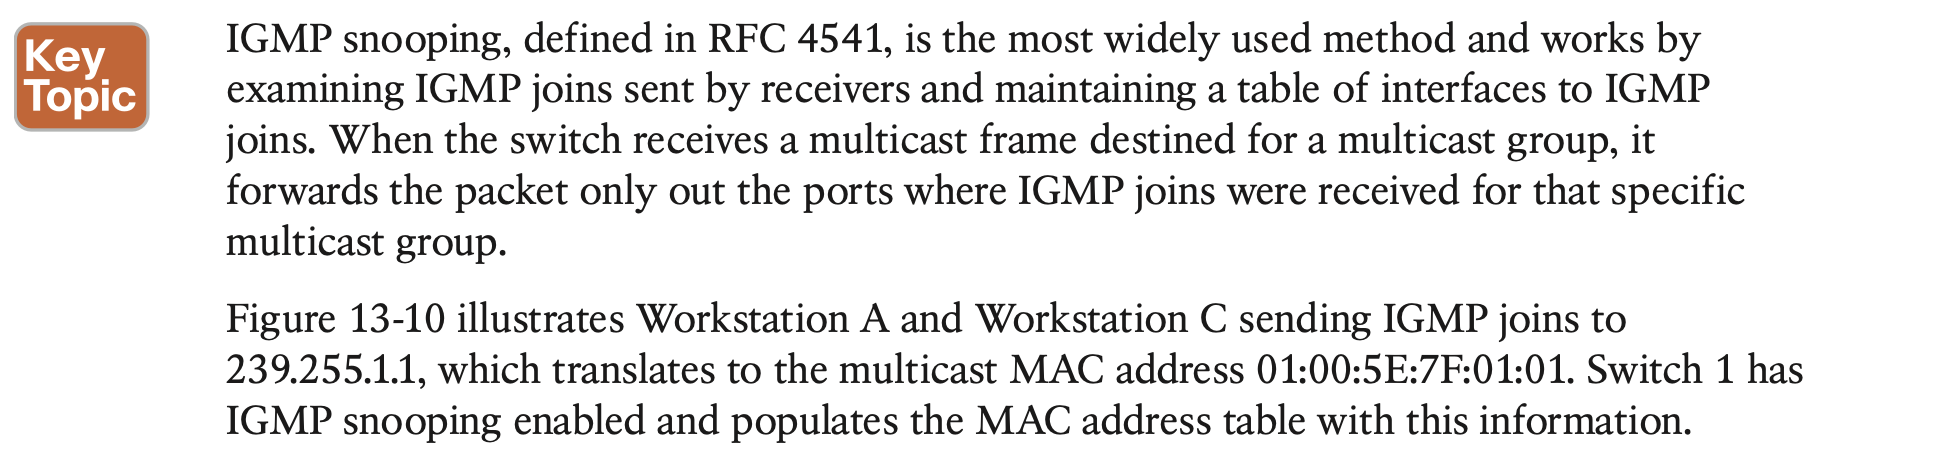 Key
Topic
IGMP snooping, defined in RFC 4541, is the most widely used method and works by
examining IGMP joins sent by receivers and maintaining a table of interfaces to IGMP
joins. When the switch receives a multicast frame destined for a multicast group, it
forwards the packet only out the ports where IGMP joins were received for that specific
multicast group.
Figure 13-10 illustrates Workstation A and Workstation C sending IGMP joins to
239.255.1.1, which translates to the multicast MAC address 01:00:5E:7F:01:01. Switch 1 has
IGMP snooping enabled and populates the MAC address table with this information.